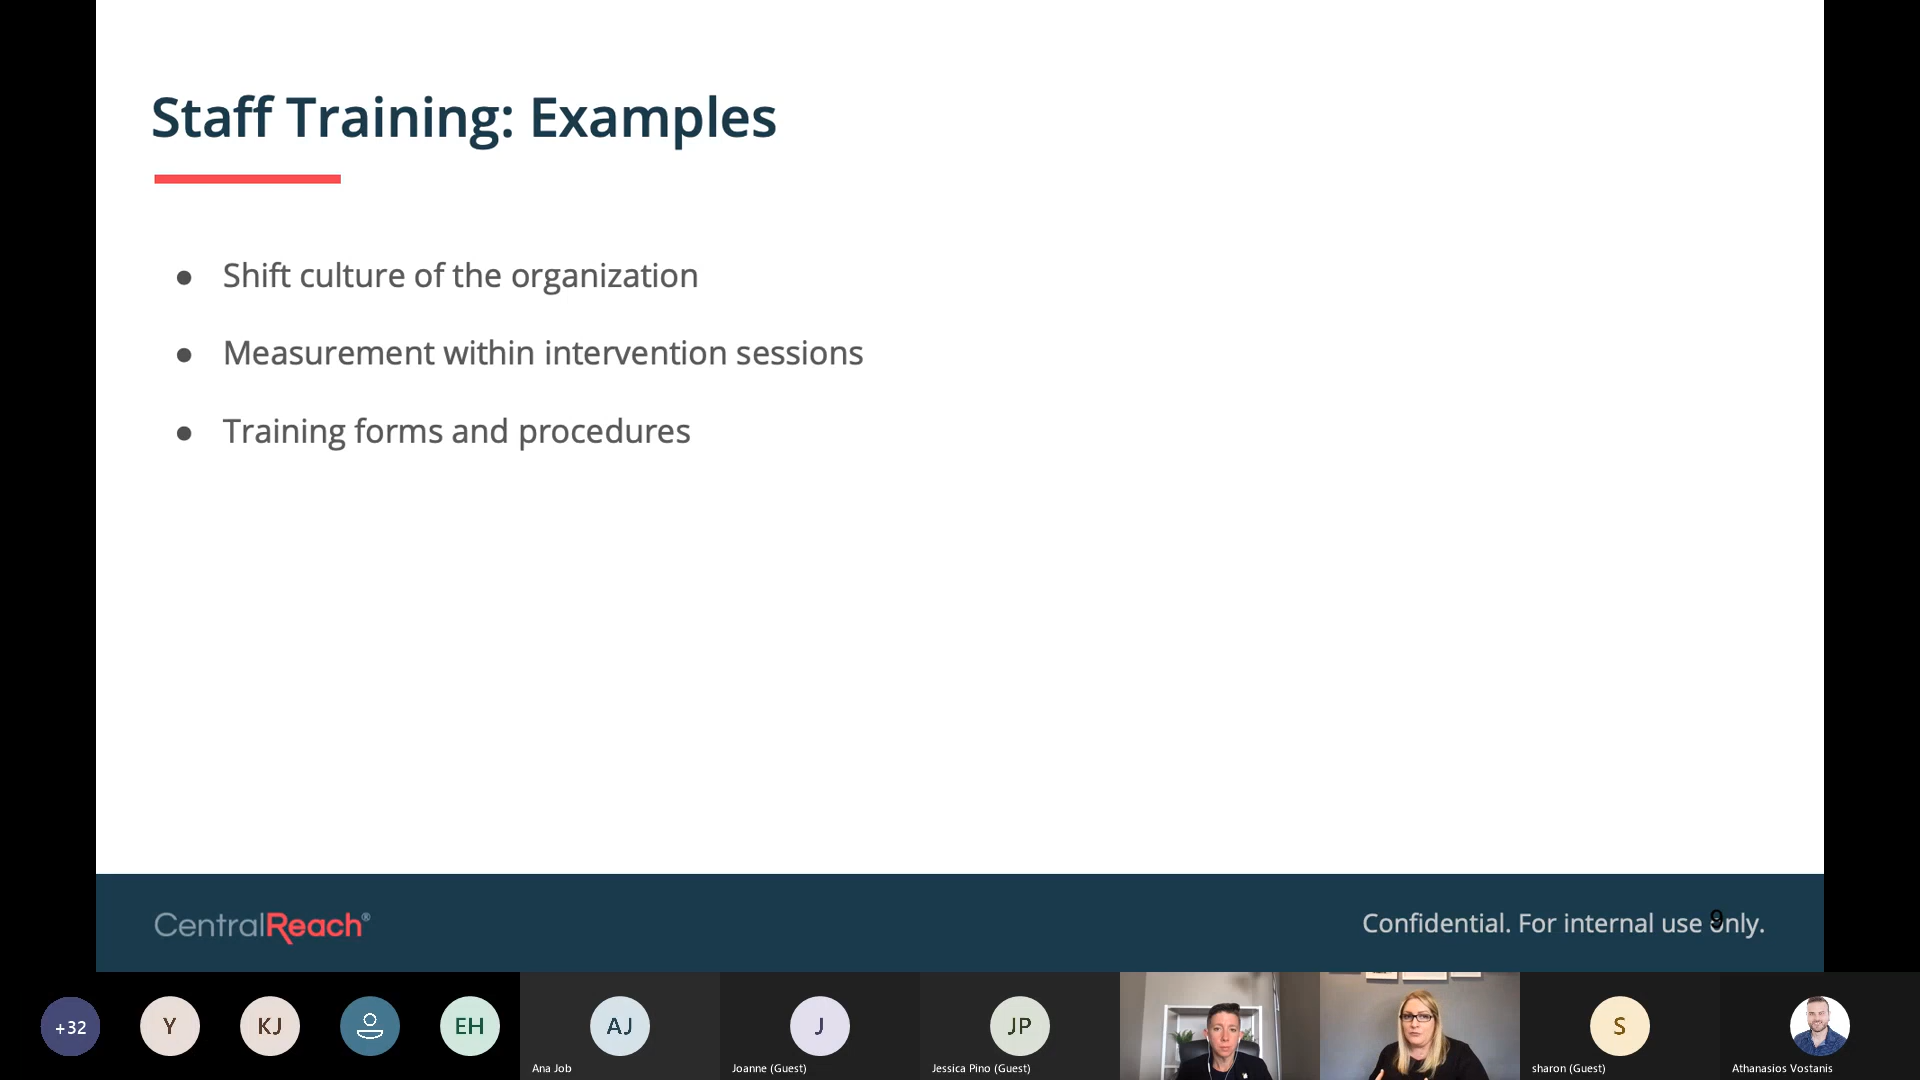 Staff Training: Examples
● Shift culture of the organization
● Measurement within intervention sessions
● Training forms and procedures
CentralReach®
Confidential. For internal use only.
9
+32
Y
KJ
EH
AJ
Ana Job
J
Joanne (Guest)
JP
Jessica Pino (Guest)
S
sharon (Guest)
Athanasios Vostanis